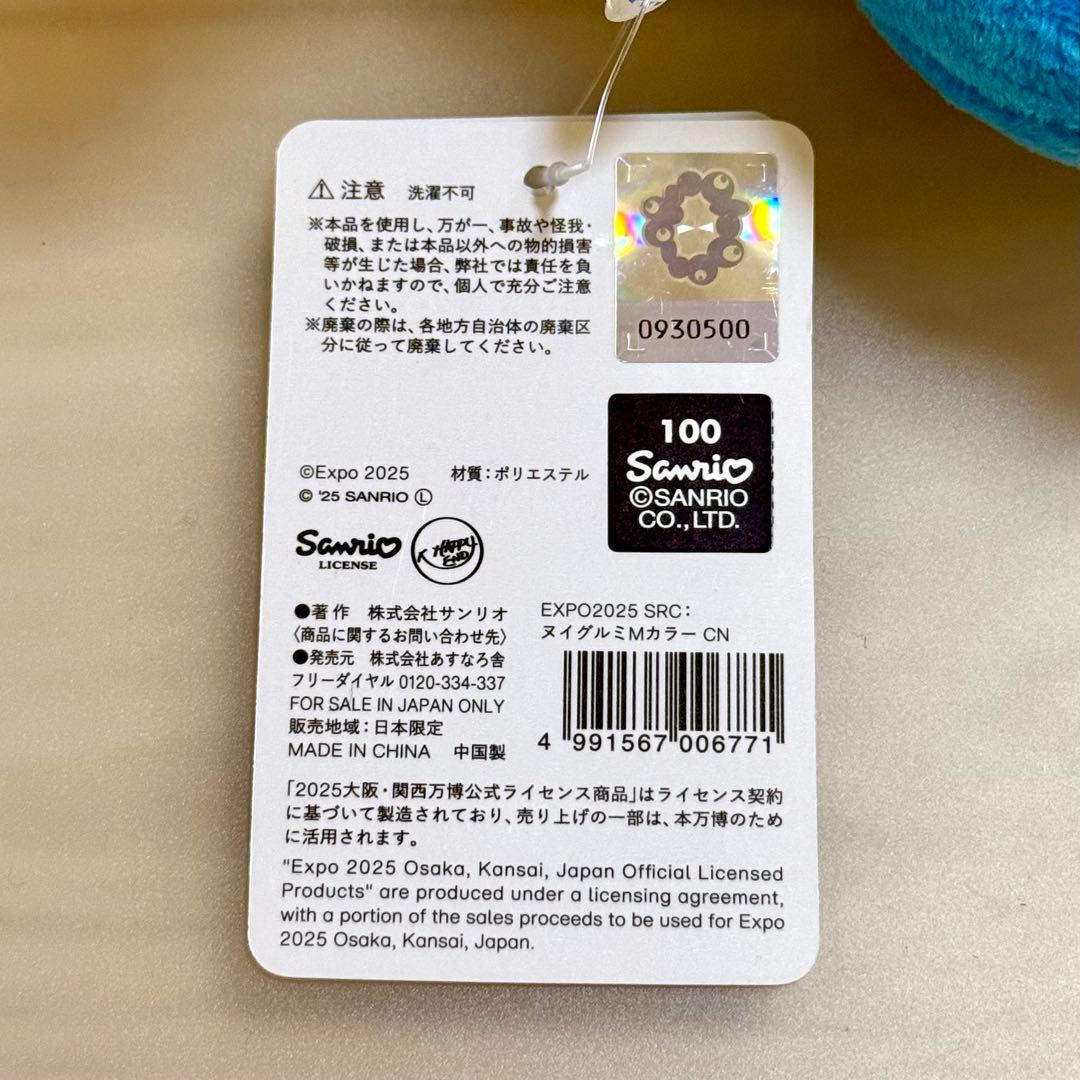 ⚠注意 洗濯不可
※本品を使用し、万が一、事故や怪我・
破損、または本品以外への物的損害
等が生じた場合、弊社では責任を負
いかねますので、個人で充分ご注意
ください。
※廃棄の際は、各地方自治体の廃棄区
分に従って廃棄してください。
0930500
100
Sanrio
©SANRIO
CO.,LTD.
©Expo 2025 材質:ポリエステル
© '25 SANRIO Ⓛ
Sanrio
LICENSE
HAPPY
END
●著作 株式会社サンリオ
〈商品に関するお問い合わせ先〉
●発売元 株式会社あすなろ舎
フリーダイヤル 0120-334-337
FOR SALE IN JAPAN ONLY
販売地域:日本限定
MADE IN CHINA 中国製
EXPO2025 SRC:
ヌイグルミMカラー CN
4 991567 006771
「2025大阪・関西万博公式ライセンス商品」はライセンス契約
に基づいて製造されており、売り上げの一部は、本万博のため
に活用されます。
"Expo 2025 Osaka, Kansai, Japan Official Licensed
Products" are produced under a licensing agreement,
with a portion of the sales proceeds to be used for Expo
2025 Osaka, Kansai, Japan.